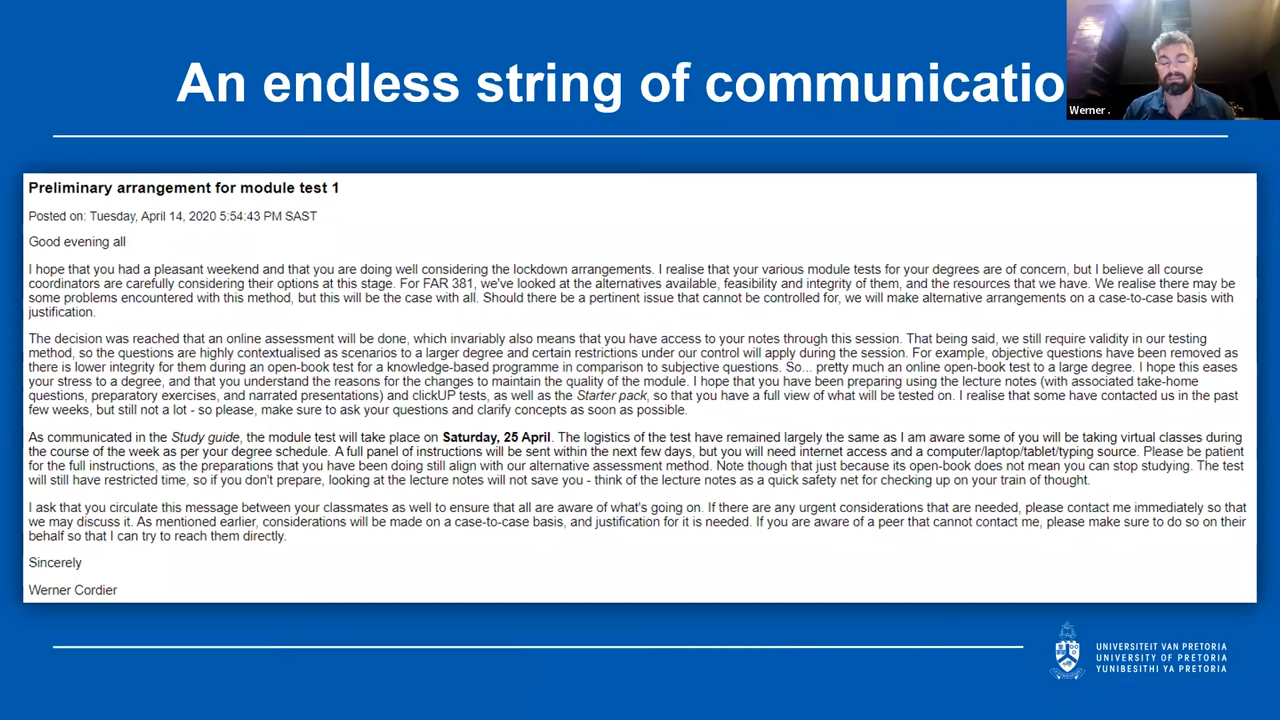 An endless string of communicatio
Werner .
Preliminary arrangement for module test 1
Posted on: Tuesday, April 14, 2020 5:54:43 PM SAST
Good evening all
I hope that you had a pleasant weekend and that you are doing well considering the lockdown arrangements. I realise that your various module tests for your degrees are of concern, but I believe all course
coordinators are carefully considering their options at this stage. For FAR 381, we've looked at the alternatives available, feasibility and integrity of them, and the resources that we have. We realise there may be
some problems encountered with this method, but this will be the case with all. Should there be a pertinent issue that cannot be controlled for, we will make alternative arrangements on a case-to-case basis with
justification.
The decision was reached that an online assessment will be done, which invariably also means that you have access to your notes through this session. That being said, we still require validity in our testing
method, so the questions are highly contextualised as scenarios to a larger degree and certain restrictions under our control will apply during the session. For example, objective questions have been removed as
there is lower integrity for them during an open-book test for a knowledge-based programme in comparison to subjective questions. So... pretty much an online open-book test to a large degree. I hope this eases
your stress to a degree, and that you understand the reasons for the changes to maintain the quality of the module. I hope that you have been preparing using the lecture notes (with associated take-home
questions, preparatory exercises, and narrated presentations) and clickUP tests, as well as the Starter pack, so that you have a full view of what will be tested on. I realise that some have contacted us in the past
few weeks, but still not a lot - so please, make sure to ask your questions and clarify concepts as soon as possible.
As communicated in the Study guide, the module test will take place on Saturday, 25 April. The logistics of the test have remained largely the same as I am aware some of you will be taking virtual classes during
the course of the week as per your degree schedule. A full panel of instructions will be sent within the next few days, but you will need internet access and a computer/laptop/tablet/typing source. Please be patient
for the full instructions, as the preparations that you have been doing still align with our alternative assessment method. Note though that just because its open-book does not mean you can stop studying. The test
will still have restricted time, so if you don't prepare, looking at the lecture notes will not save you - think of the lecture notes as a quick safety net for checking up on your train of thought.
I ask that you circulate this message between your classmates as well to ensure that all are aware of what's going on. If there are any urgent considerations that are needed, please contact me immediately so that
we may discuss it. As mentioned earlier, considerations will be made on a case-to-case basis, and justification for it is needed. If you are aware of a peer that cannot contact me, please make sure to do so on their
behalf so that I can try to reach them directly.
Sincerely
Werner Cordier
UNIVERSITEIT VAN PRETORIA
UNIVERSITY OF PRETORIA
YUNIBESITHI YA PRETORIA